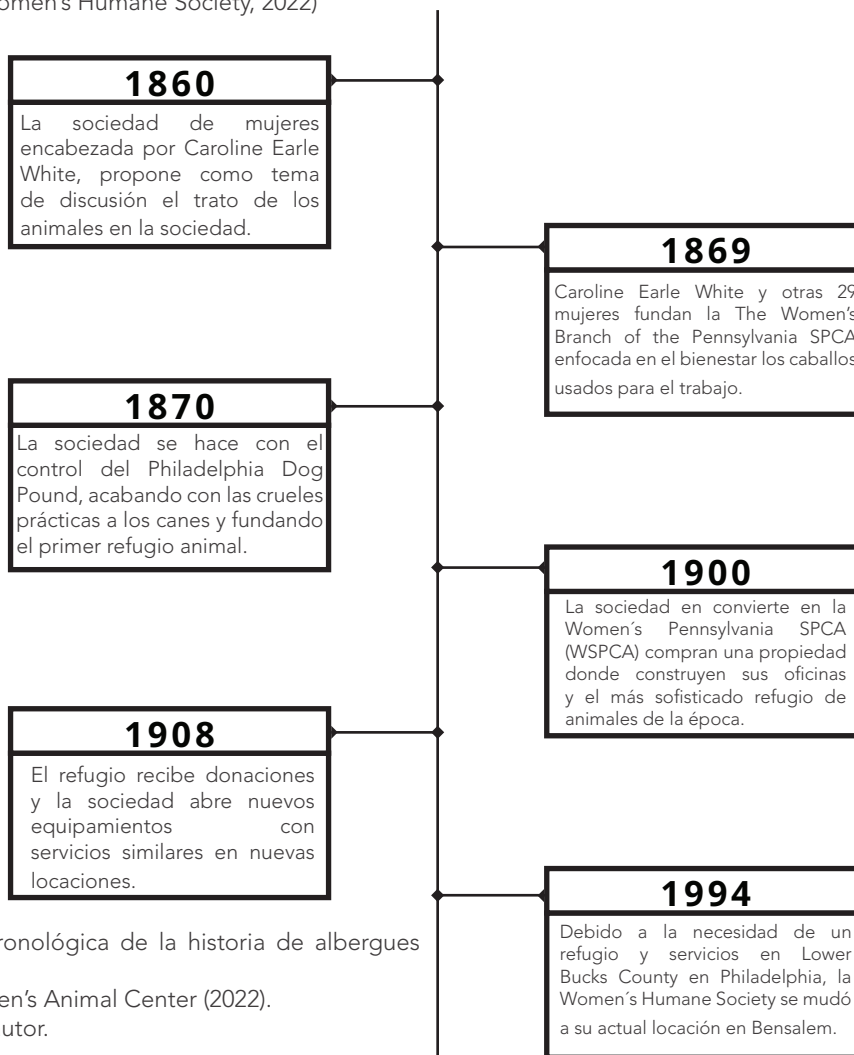 omen's Humane Society, 2022)
1860
La sociedad de mujeres
encabezada por Caroline Earle
White, propone como tema
de discusión el trato de los
animales en la sociedad.
1869
Caroline Earle White y otras 29
mujeres fundan la The Women's
Branch of the Pennsylvania SPCA
enfocada en el bienestar los caballos
usados para el trabajo.
1870
La sociedad se hace con el
control del Philadelphia Dog
Pound, acabando con las crueles
prácticas a los canes y fundando
el primer refugio animal.
1900
La sociedad en convierte en la
Women´s Pennsylvania SPCA
(WSPCA) compran una propiedad
donde construyen sus oficinas
y el más sofisticado refugio de
animales de la época.
1908
El refugio recibe donaciones
y la sociedad abre nuevos
equipamientos con
servicios similares en nuevas
locaciones.
1994
Debido a la necesidad de un
refugio y servicios en Lower
Bucks County en Philadelphia, la
Women´s Humane Society se mudó
a su actual locación en Bensalem.
ronológica de la historia de albergues
en's Animal Center (2022).
utor.